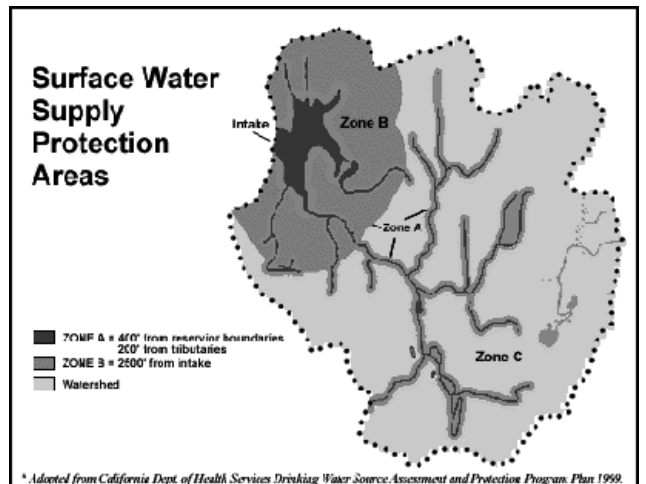 Surface Water
Supply
Protection
Areas
Intake
Zone B
Zone A
Zone C
ZONE A = 400' from reservior boundaries
200' from tributaries
ZONE B = 2500' from intake
Watershed
* Adopted from California Dept. of Health Services Drinking Water Source Assessment and Protection Program Plan 1999.